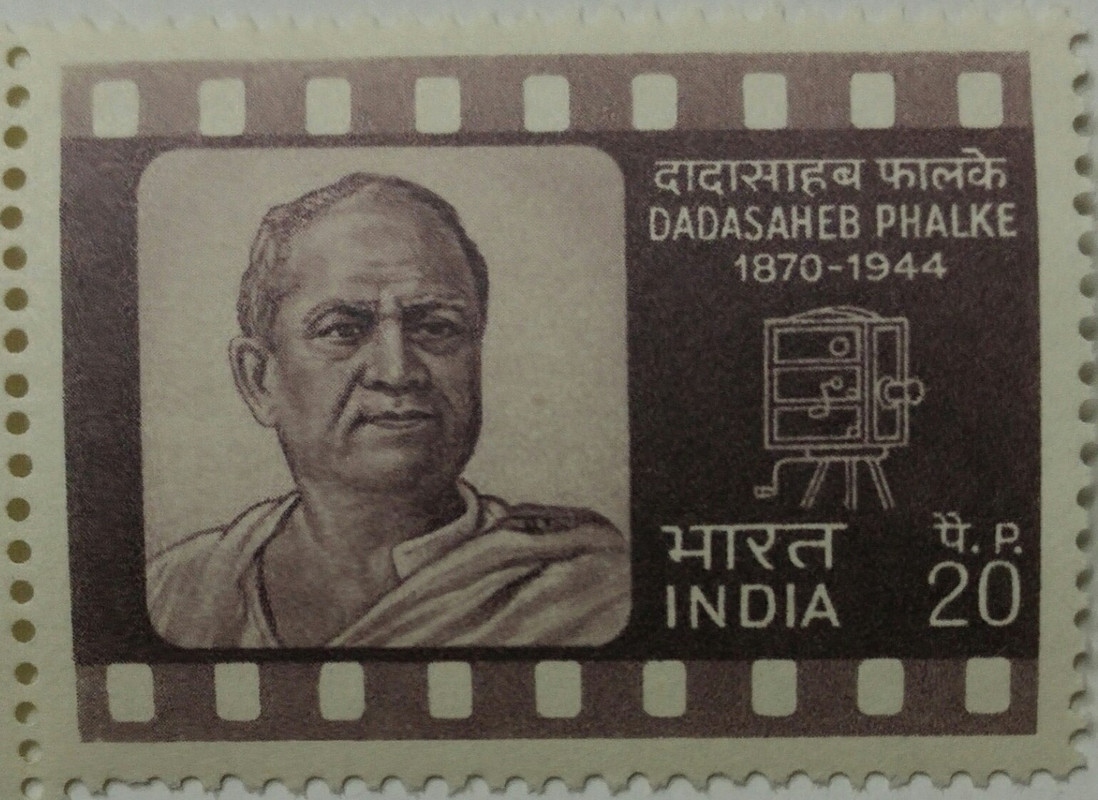 दादासाहब फालके
DADASAHEB PHALKE
1870-1944
भारत
INDIA
पै. P.
20